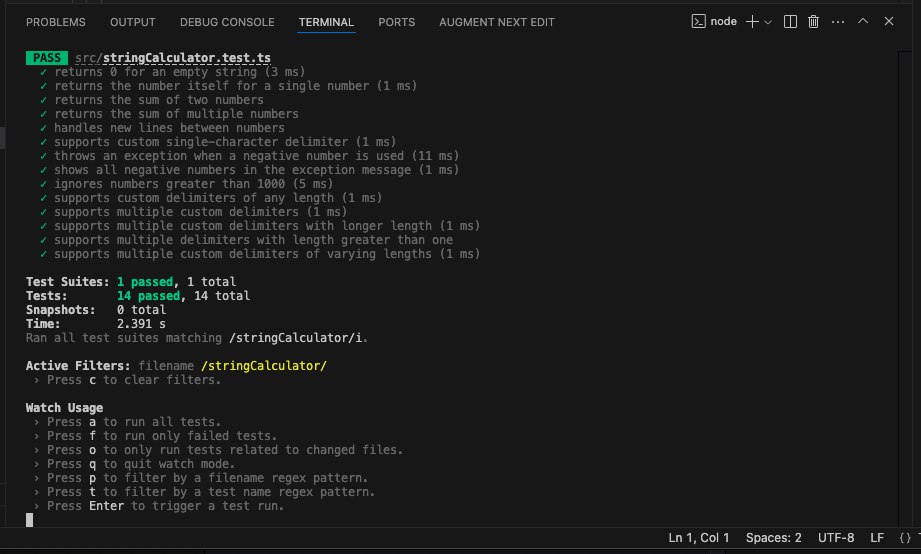 PROBLEMS OUTPUT DEBUG CONSOLE TERMINAL PORTS AUGMENT NEXT EDIT node
PASS src/stringCalculator.test.ts
✓ returns 0 for an empty string (3 ms)
✓ returns the number itself for a single number (1 ms)
✓ returns the sum of two numbers
✓ returns the sum of multiple numbers
✓ handles new lines between numbers
✓ supports custom single-character delimiter (1 ms)
✓ throws an exception when a negative number is used (11 ms)
✓ shows all negative numbers in the exception message (1 ms)
✓ ignores numbers greater than 1000 (5 ms)
✓ supports custom delimiters of any length (1 ms)
✓ supports multiple custom delimiters (1 ms)
✓ supports multiple custom delimiters with longer length (1 ms)
✓ supports multiple delimiters with length greater than one
✓ supports multiple custom delimiters of varying lengths (1 ms)
Test Suites: 1 passed, 1 total
Tests: 14 passed, 14 total
Snapshots: 0 total
Time: 2.391 s
Ran all test suites matching /stringCalculator/i.
Active Filters: filename /stringCalculator/
› Press c to clear filters.
Watch Usage
› Press a to run all tests.
› Press f to run only failed tests.
› Press o to only run tests related to changed files.
› Press q to quit watch mode.
› Press p to filter by a filename regex pattern.
› Press t to filter by a test name regex pattern.
› Press Enter to trigger a test run.
Ln 1, Col 1 Spaces: 2 UTF-8 LF {}